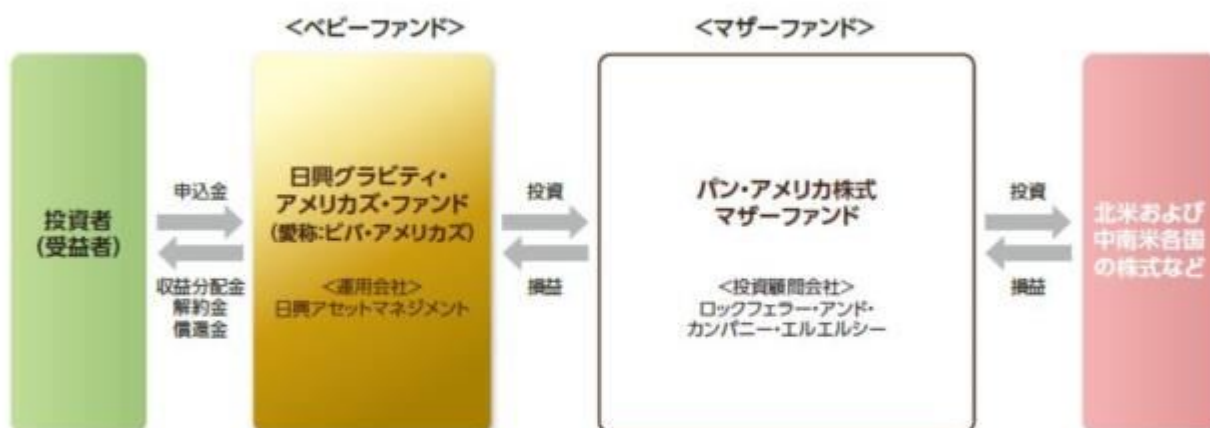 <ベビーファンド>
<マザーファンド>
投資者
(受益者)
申込金
収益分配金
解約金
償還金
日興グラビティ・
アメリカズ・ファンド
(愛称:ビバ・アメリカズ)
<運用会社>
日興アセットマネジメント
投資
損益
パン・アメリカ株式
マザーファンド
<投資顧問会社>
ロックフェラー・アンド・
カンパニー・エルエルシー
投資
損益
北米および
中南米各国
の株式など